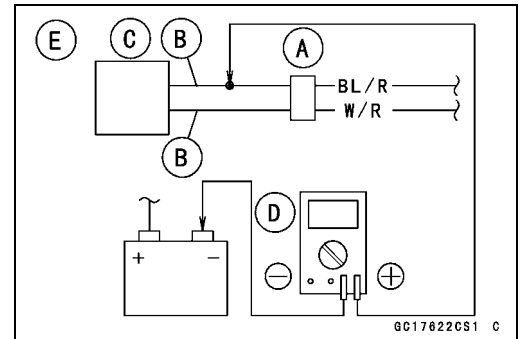 E C B A
BL/R
W/R
B
D
+ −
⊖ ⊕
GC17622CS1 C